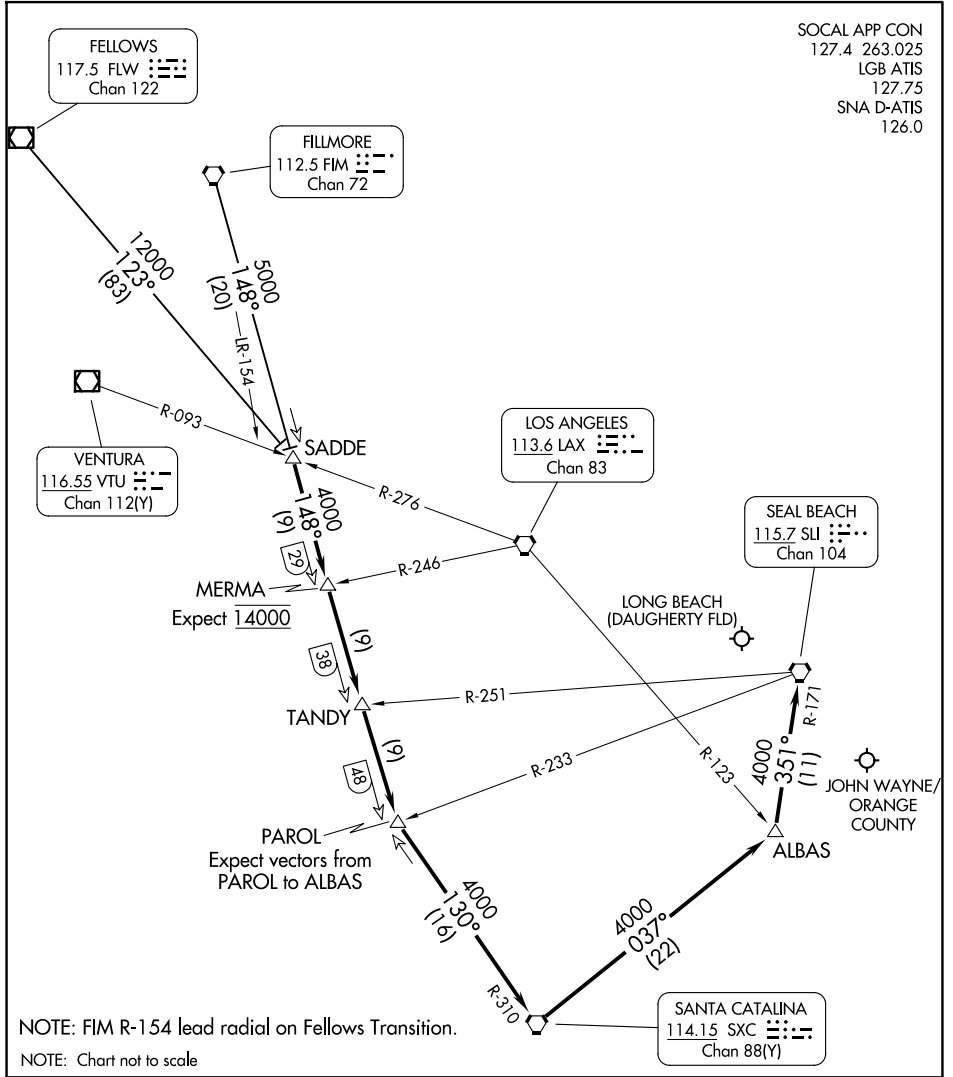 SOCAL APP CON
127.4 263.025
LGB ATIS
127.75
SNA D-ATIS
126.0
FELLOWS
117.5 FLW
Chan 122
FILLMORE
112.5 FIM
Chan 72
12000
123°
(83)
5000
148°
(20)
LR-154
R-093
VENTURA
116.55 VTU
Chan 112(Y)
SADDE
LOS ANGELES
113.6 LAX
Chan 83
R-276
4000
148°
(9)
29
R-246
MERMA
Expect 14000
SEAL BEACH
115.7 SLI
Chan 104
LONG BEACH
(DAUGHERTY FLD)
(9)
38
R-251
TANDY
R-171
(9)
48
R-233
R-123
4000
351°
(11)
JOHN WAYNE/
ORANGE
COUNTY
PAROL
Expect vectors from
PAROL to ALBAS
ALBAS
4000
130°
(16)
4000
037°
(22)
R-310
SANTA CATALINA
114.15 SXC
Chan 88(Y)
NOTE: FIM R-154 lead radial on Fellows Transition.
NOTE: Chart not to scale